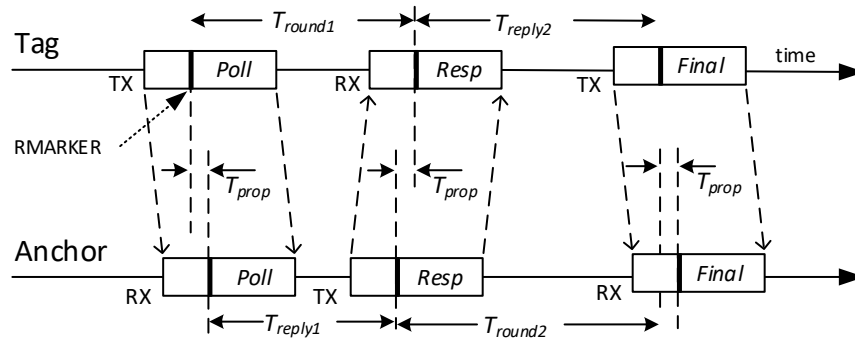 T_round1 T_reply2
Tag
Poll Resp Final time
TX RX TX
RMARKER
T_prop T_prop T_prop
Anchor
Poll Resp Final
RX TX RX
T_reply1 T_round2